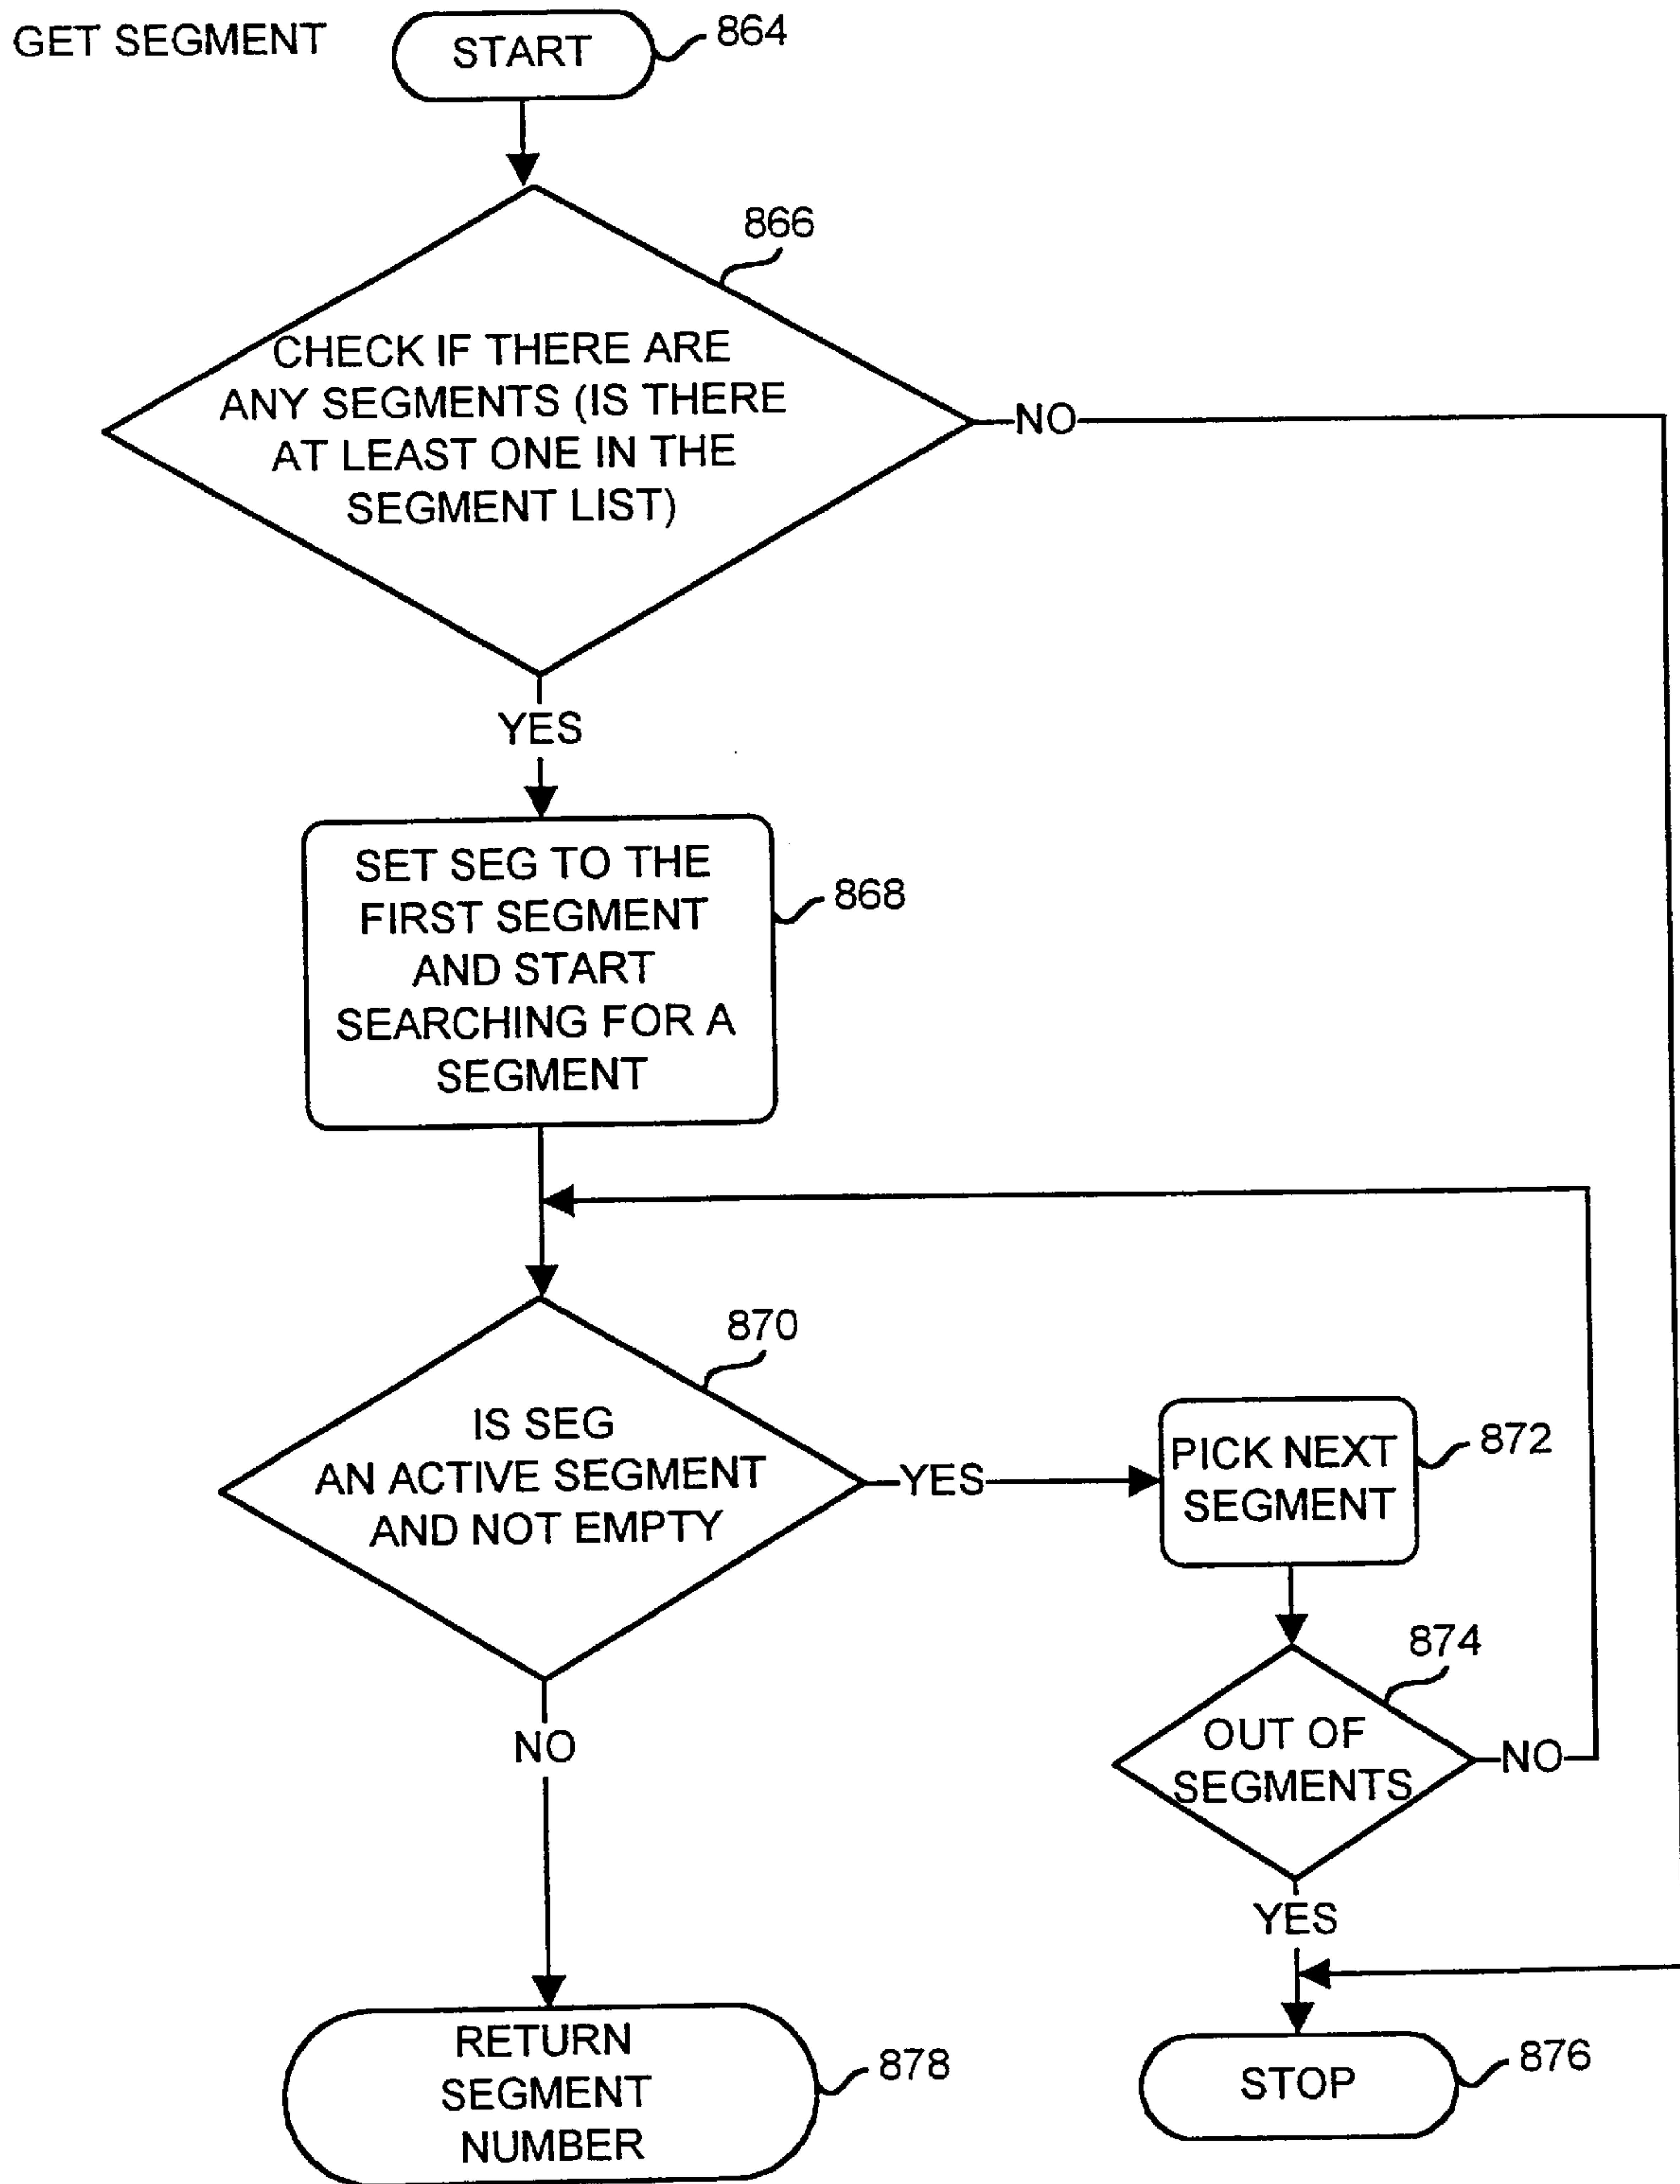 GET SEGMENT
START
864
866
CHECK IF THERE ARE
ANY SEGMENTS (IS THERE
AT LEAST ONE IN THE
SEGMENT LIST)
NO
YES
SET SEG TO THE
FIRST SEGMENT
AND START
SEARCHING FOR A
SEGMENT
868
870
IS SEG
AN ACTIVE SEGMENT
AND NOT EMPTY
YES
PICK NEXT
SEGMENT
872
874
OUT OF
SEGMENTS
NO
NO
YES
RETURN
SEGMENT
NUMBER
878
STOP
876